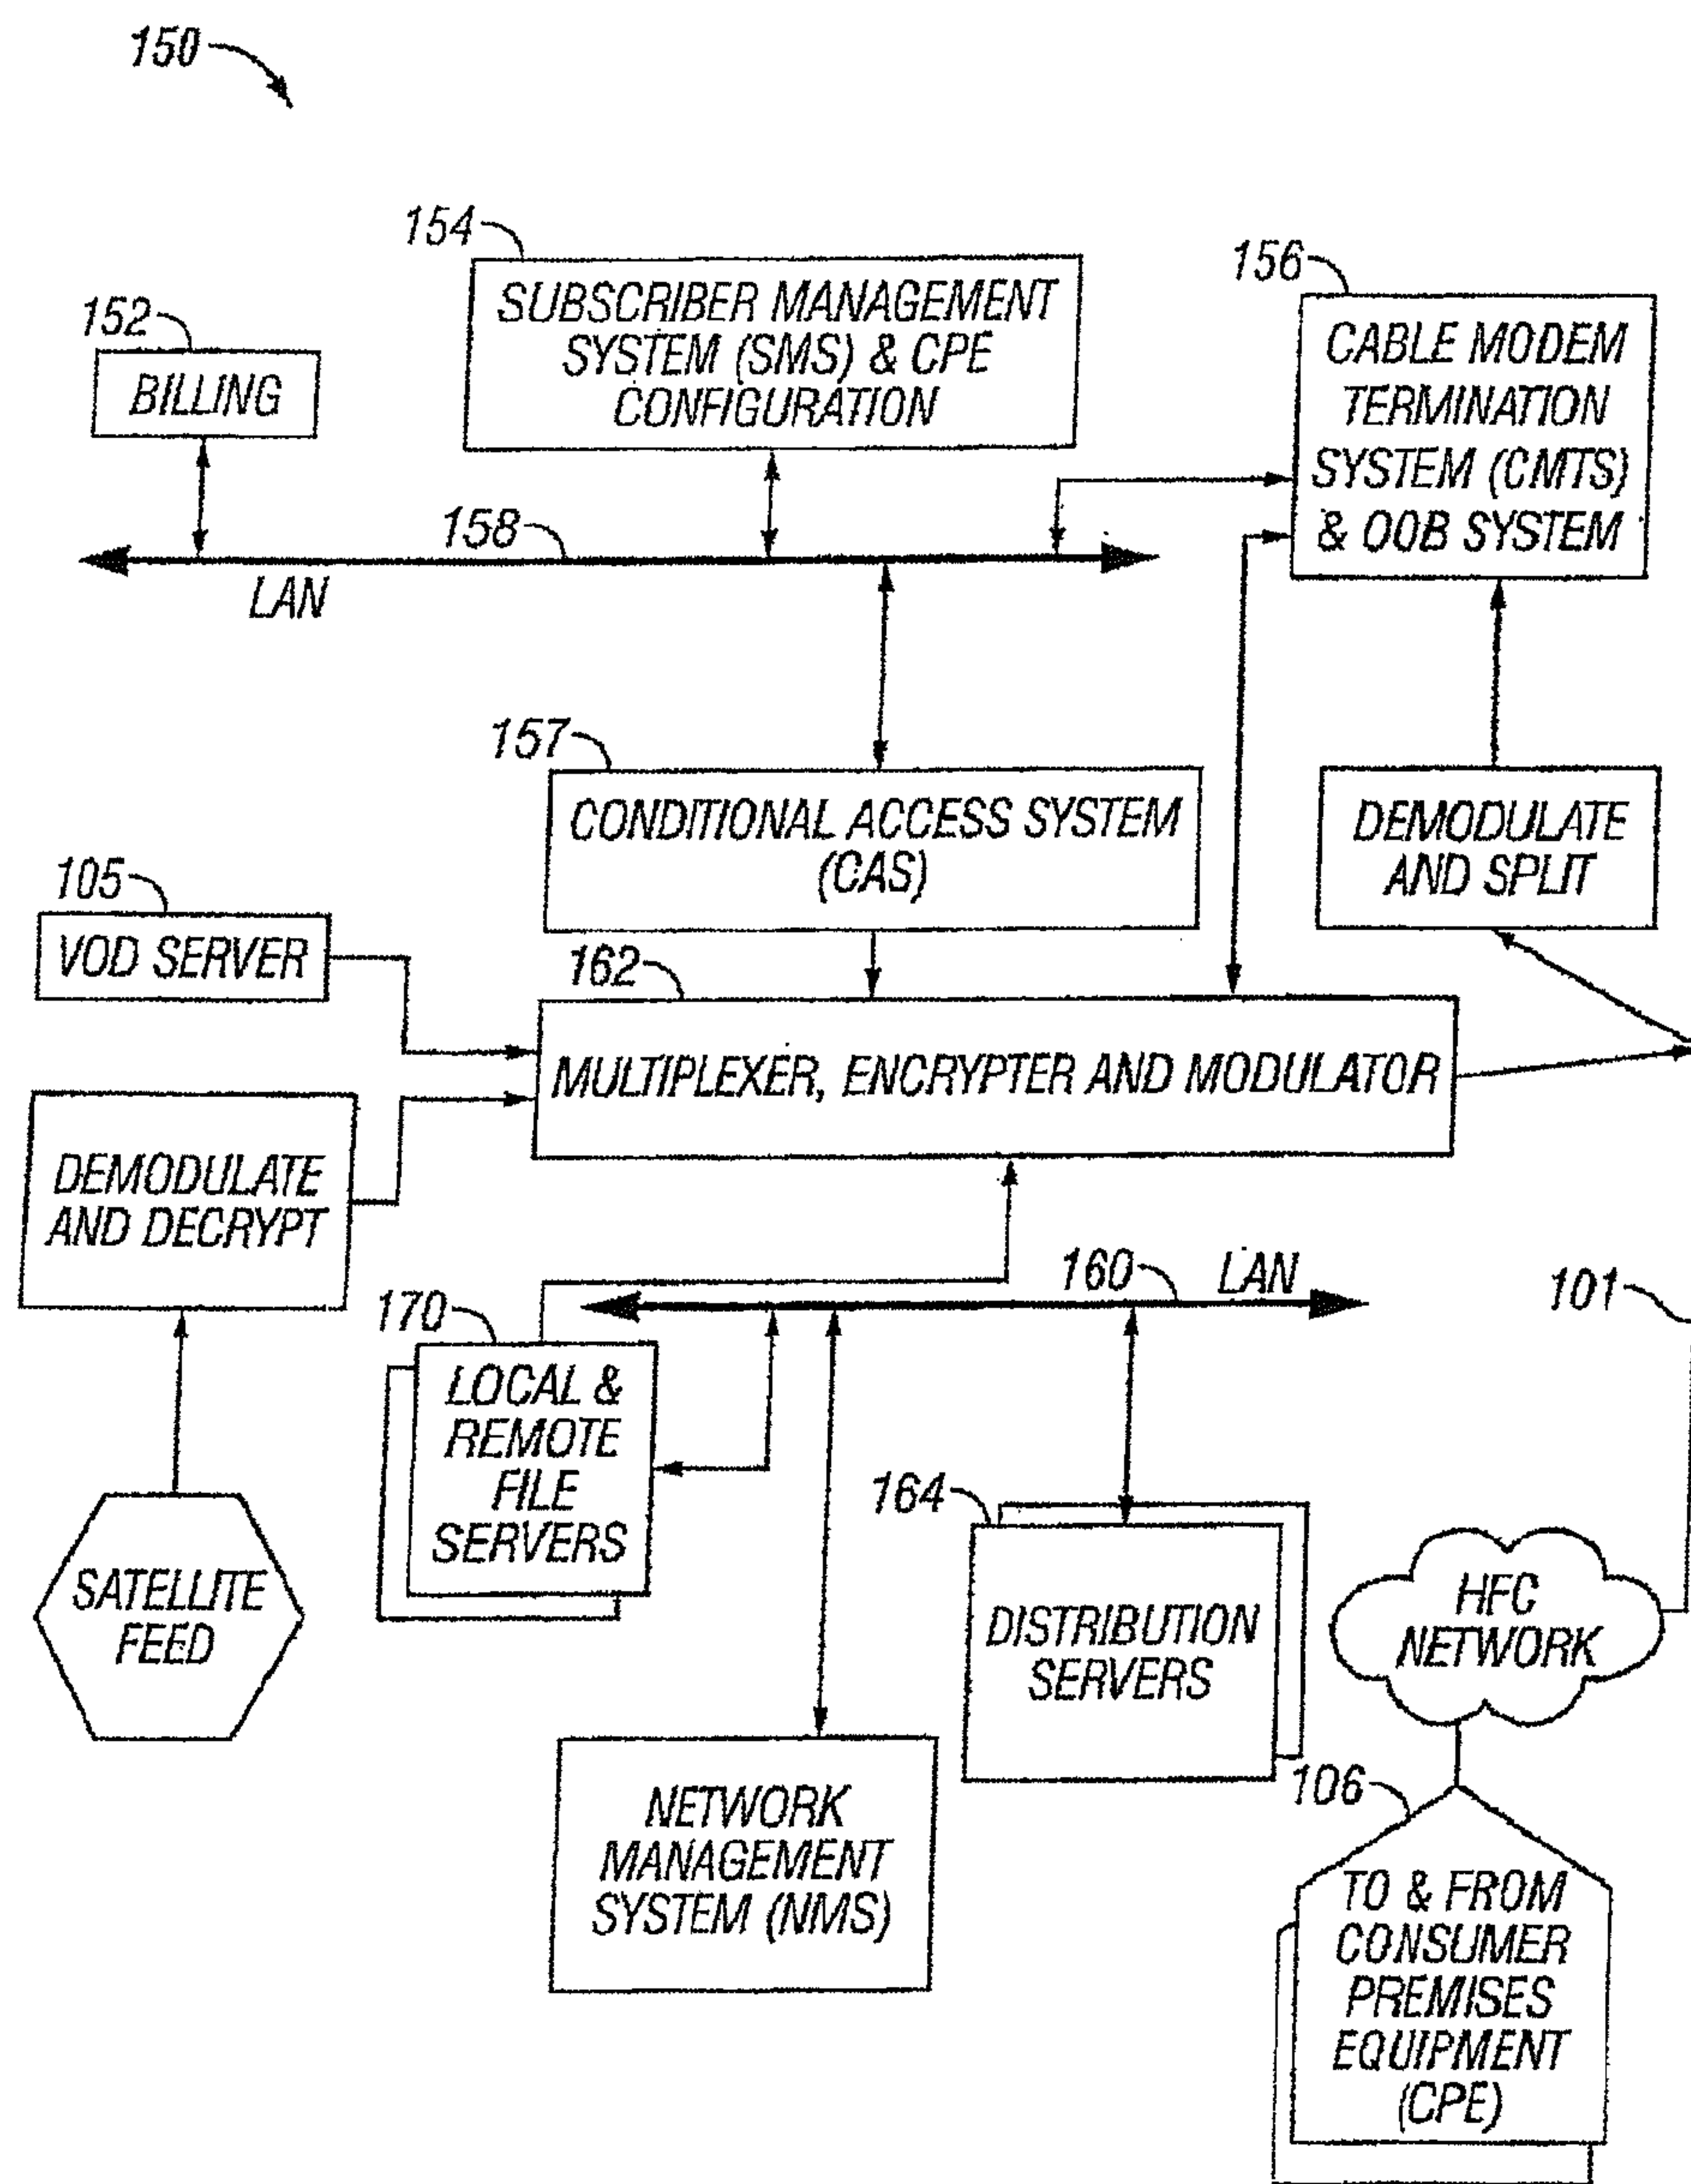 150
154
SUBSCRIBER MANAGEMENT
SYSTEM (SMS) & CPE
CONFIGURATION
156
CABLE MODEM
TERMINATION
SYSTEM (CMTS)
& OOB SYSTEM
152
BILLING
158
LAN
157
CONDITIONAL ACCESS SYSTEM
(CAS)
DEMODULATE
AND SPLIT
105
VOD SERVER
162
MULTIPLEXER, ENCRYPTER AND MODULATOR
DEMODULATE
AND DECRYPT
160
LAN
101
170
LOCAL &
REMOTE
FILE
SERVERS
164
DISTRIBUTION
SERVERS
HFC
NETWORK
SATELLITE
FEED
NETWORK
MANAGEMENT
SYSTEM (NMS)
106
TO & FROM
CONSUMER
PREMISES
EQUIPMENT
(CPE)